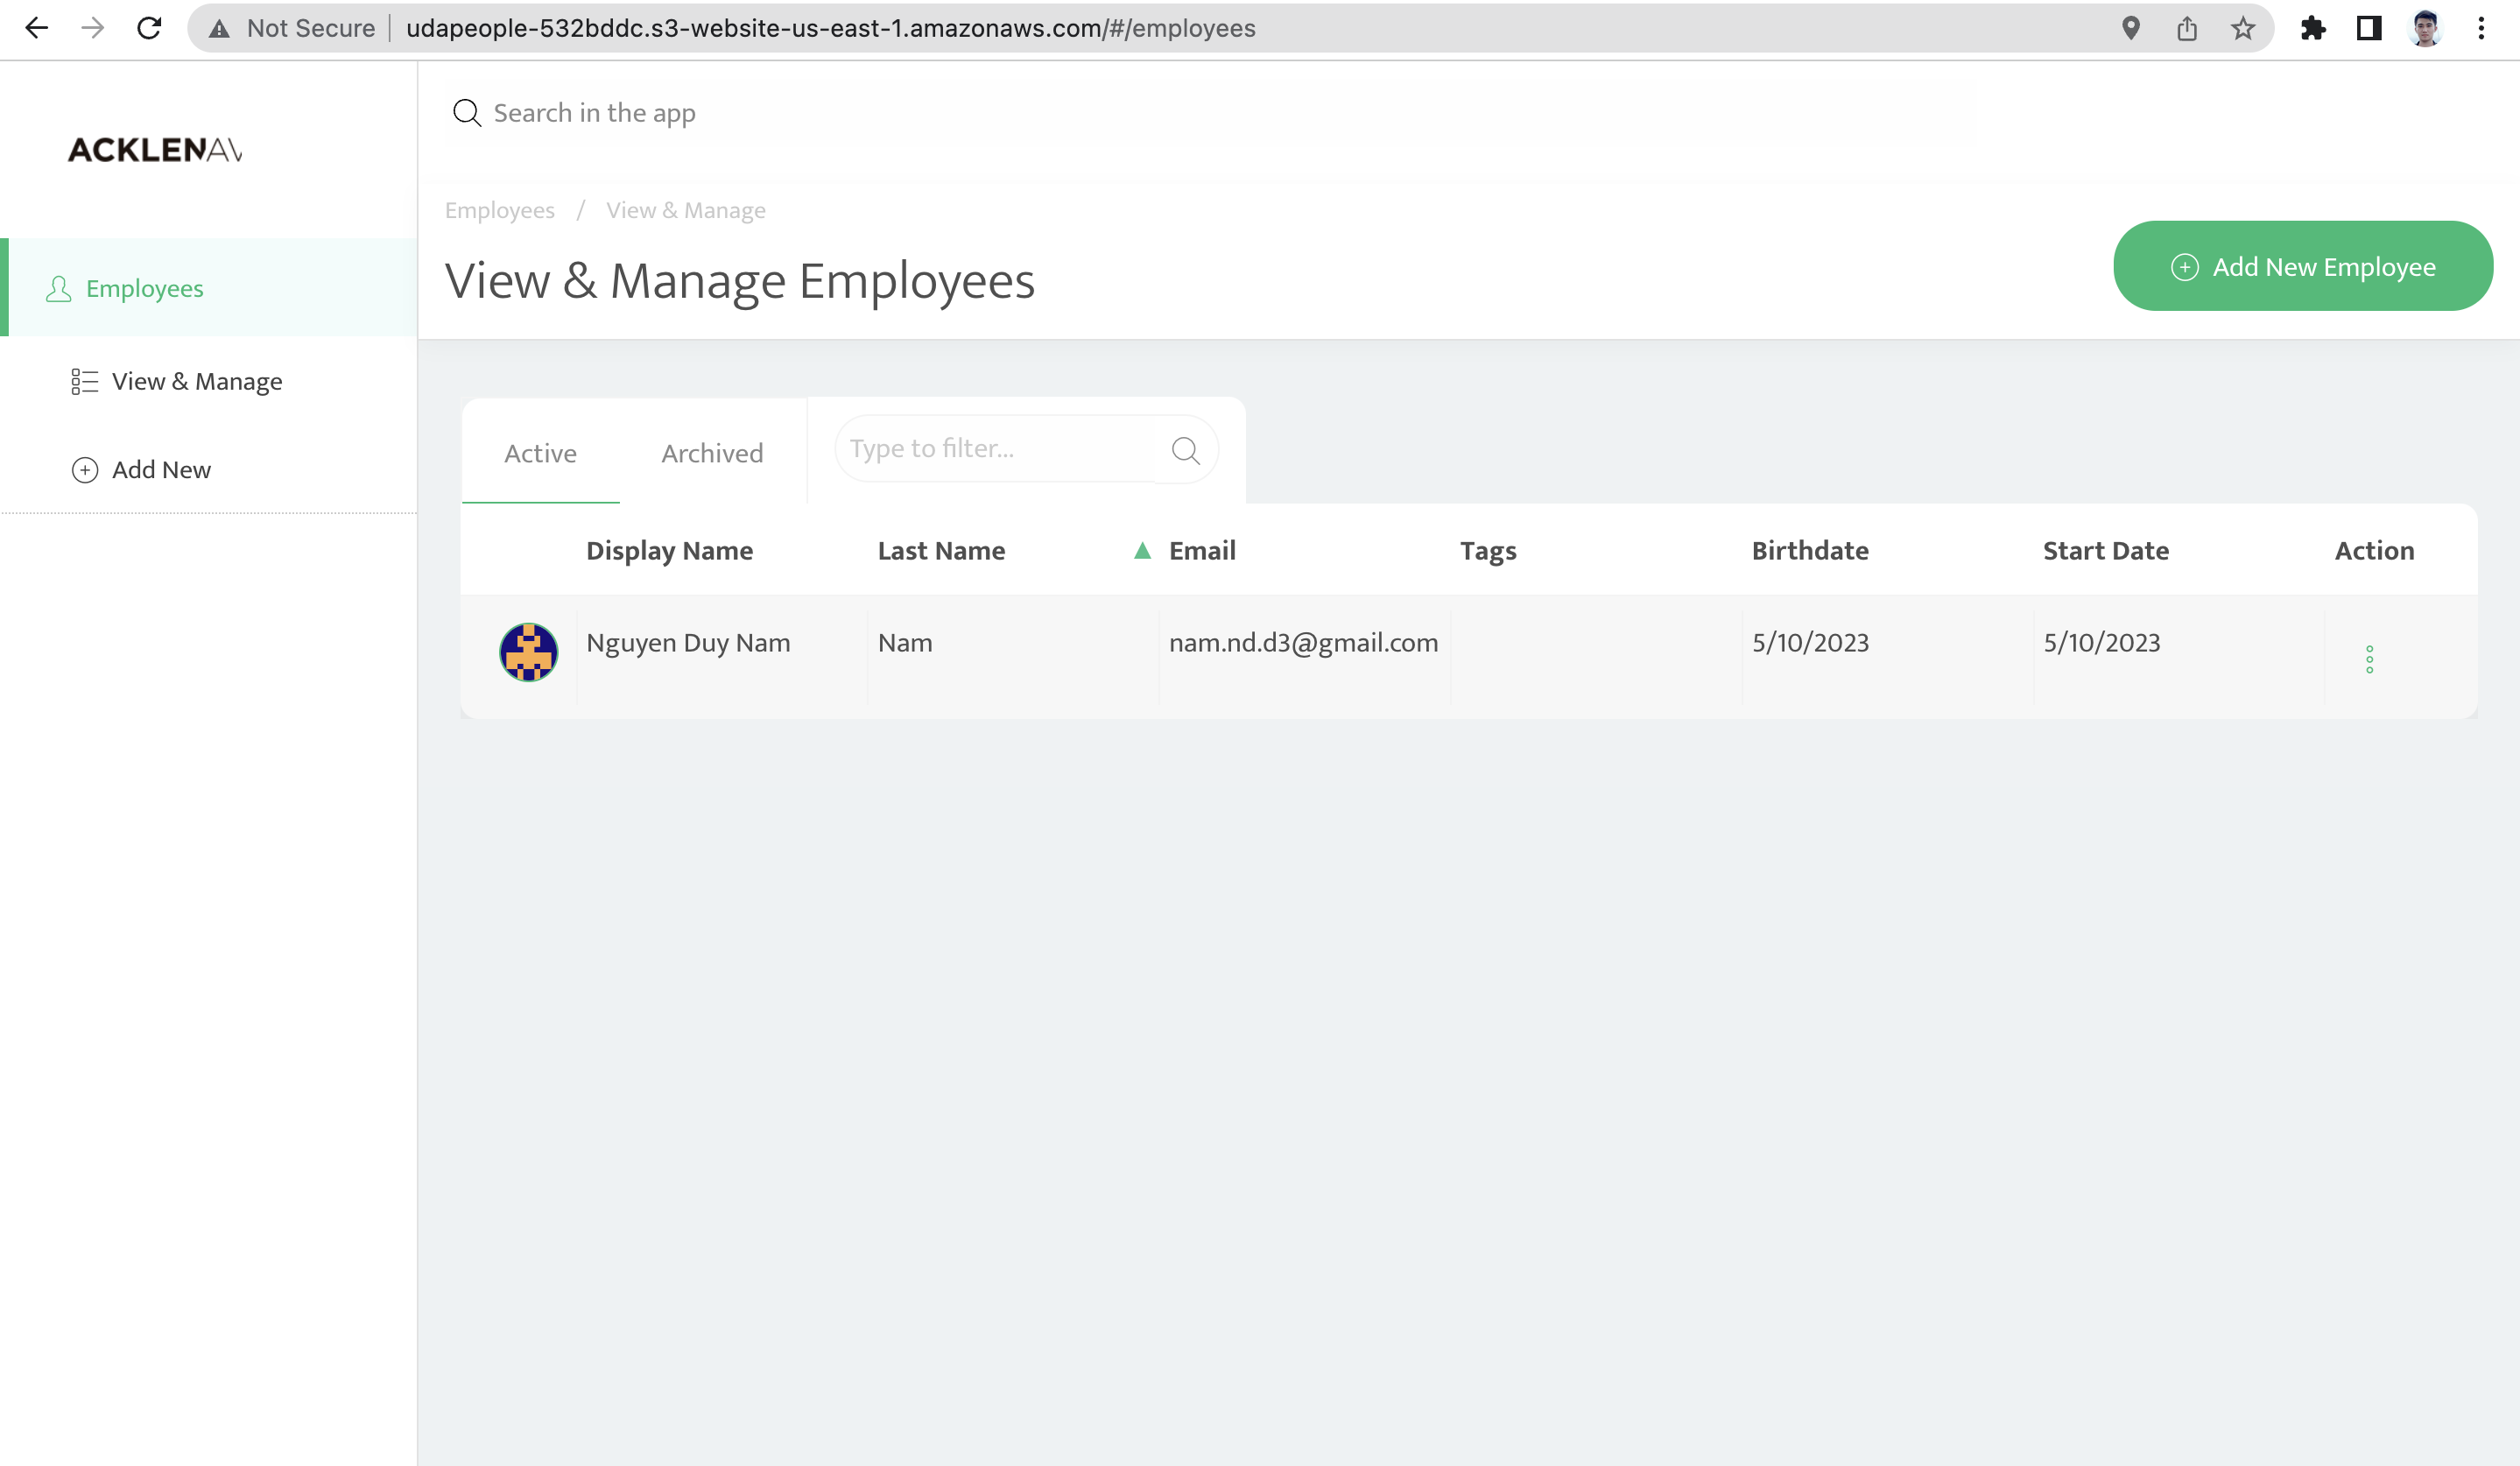 Not Secure
udapeople-532bddc.s3-website-us-east-1.amazonaws.com/#/employees
ACKLENAV
Search in the app
Employees / View & Manage
View & Manage Employees
Add New Employee
Employees
View & Manage
Add New
Active
Archived
Type to filter...
Display Name Last Name Email Tags Birthdate Start Date Action
Nguyen Duy Nam Nam nam.nd.d3@gmail.com 5/10/2023 5/10/2023